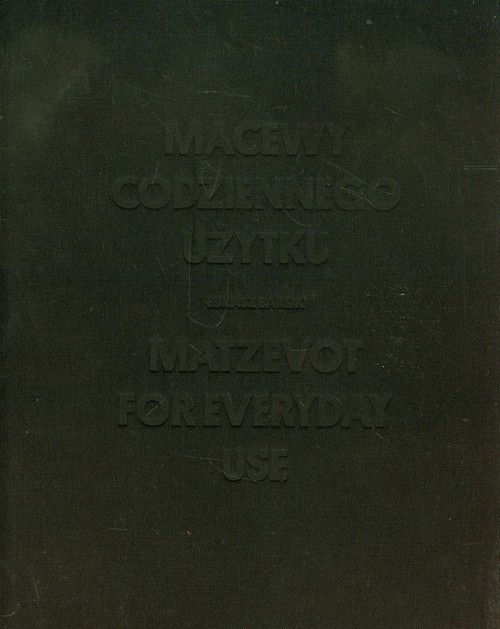 MACEWY
CODZIENNEGO
UŻYTKU
MATZEVOT
FOR EVERYDAY
USE